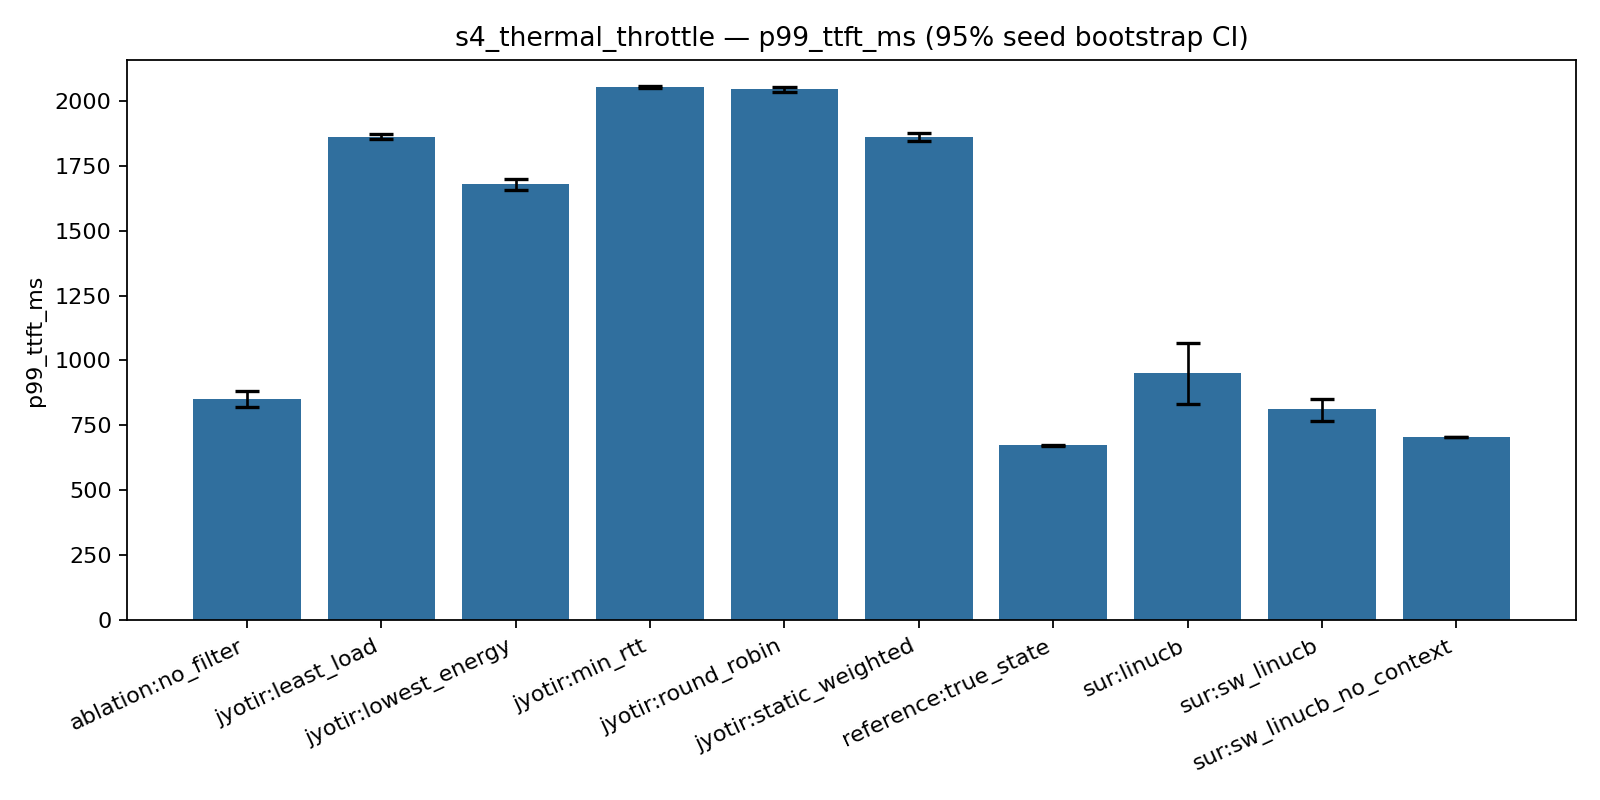 s4_thermal_throttle — p99_ttft_ms (95% seed bootstrap CI)
p99_ttft_ms
2000
1750
1500
1250
1000
750
500
250
0
ablation:no_filter
jyotir:least_load
jyotir:lowest_energy
jyotir:min_rtt
jyotir:round_robin
jyotir:static_weighted
reference:true_state
sur:linucb
sur:sw_linucb
sur:sw_linucb_no_context